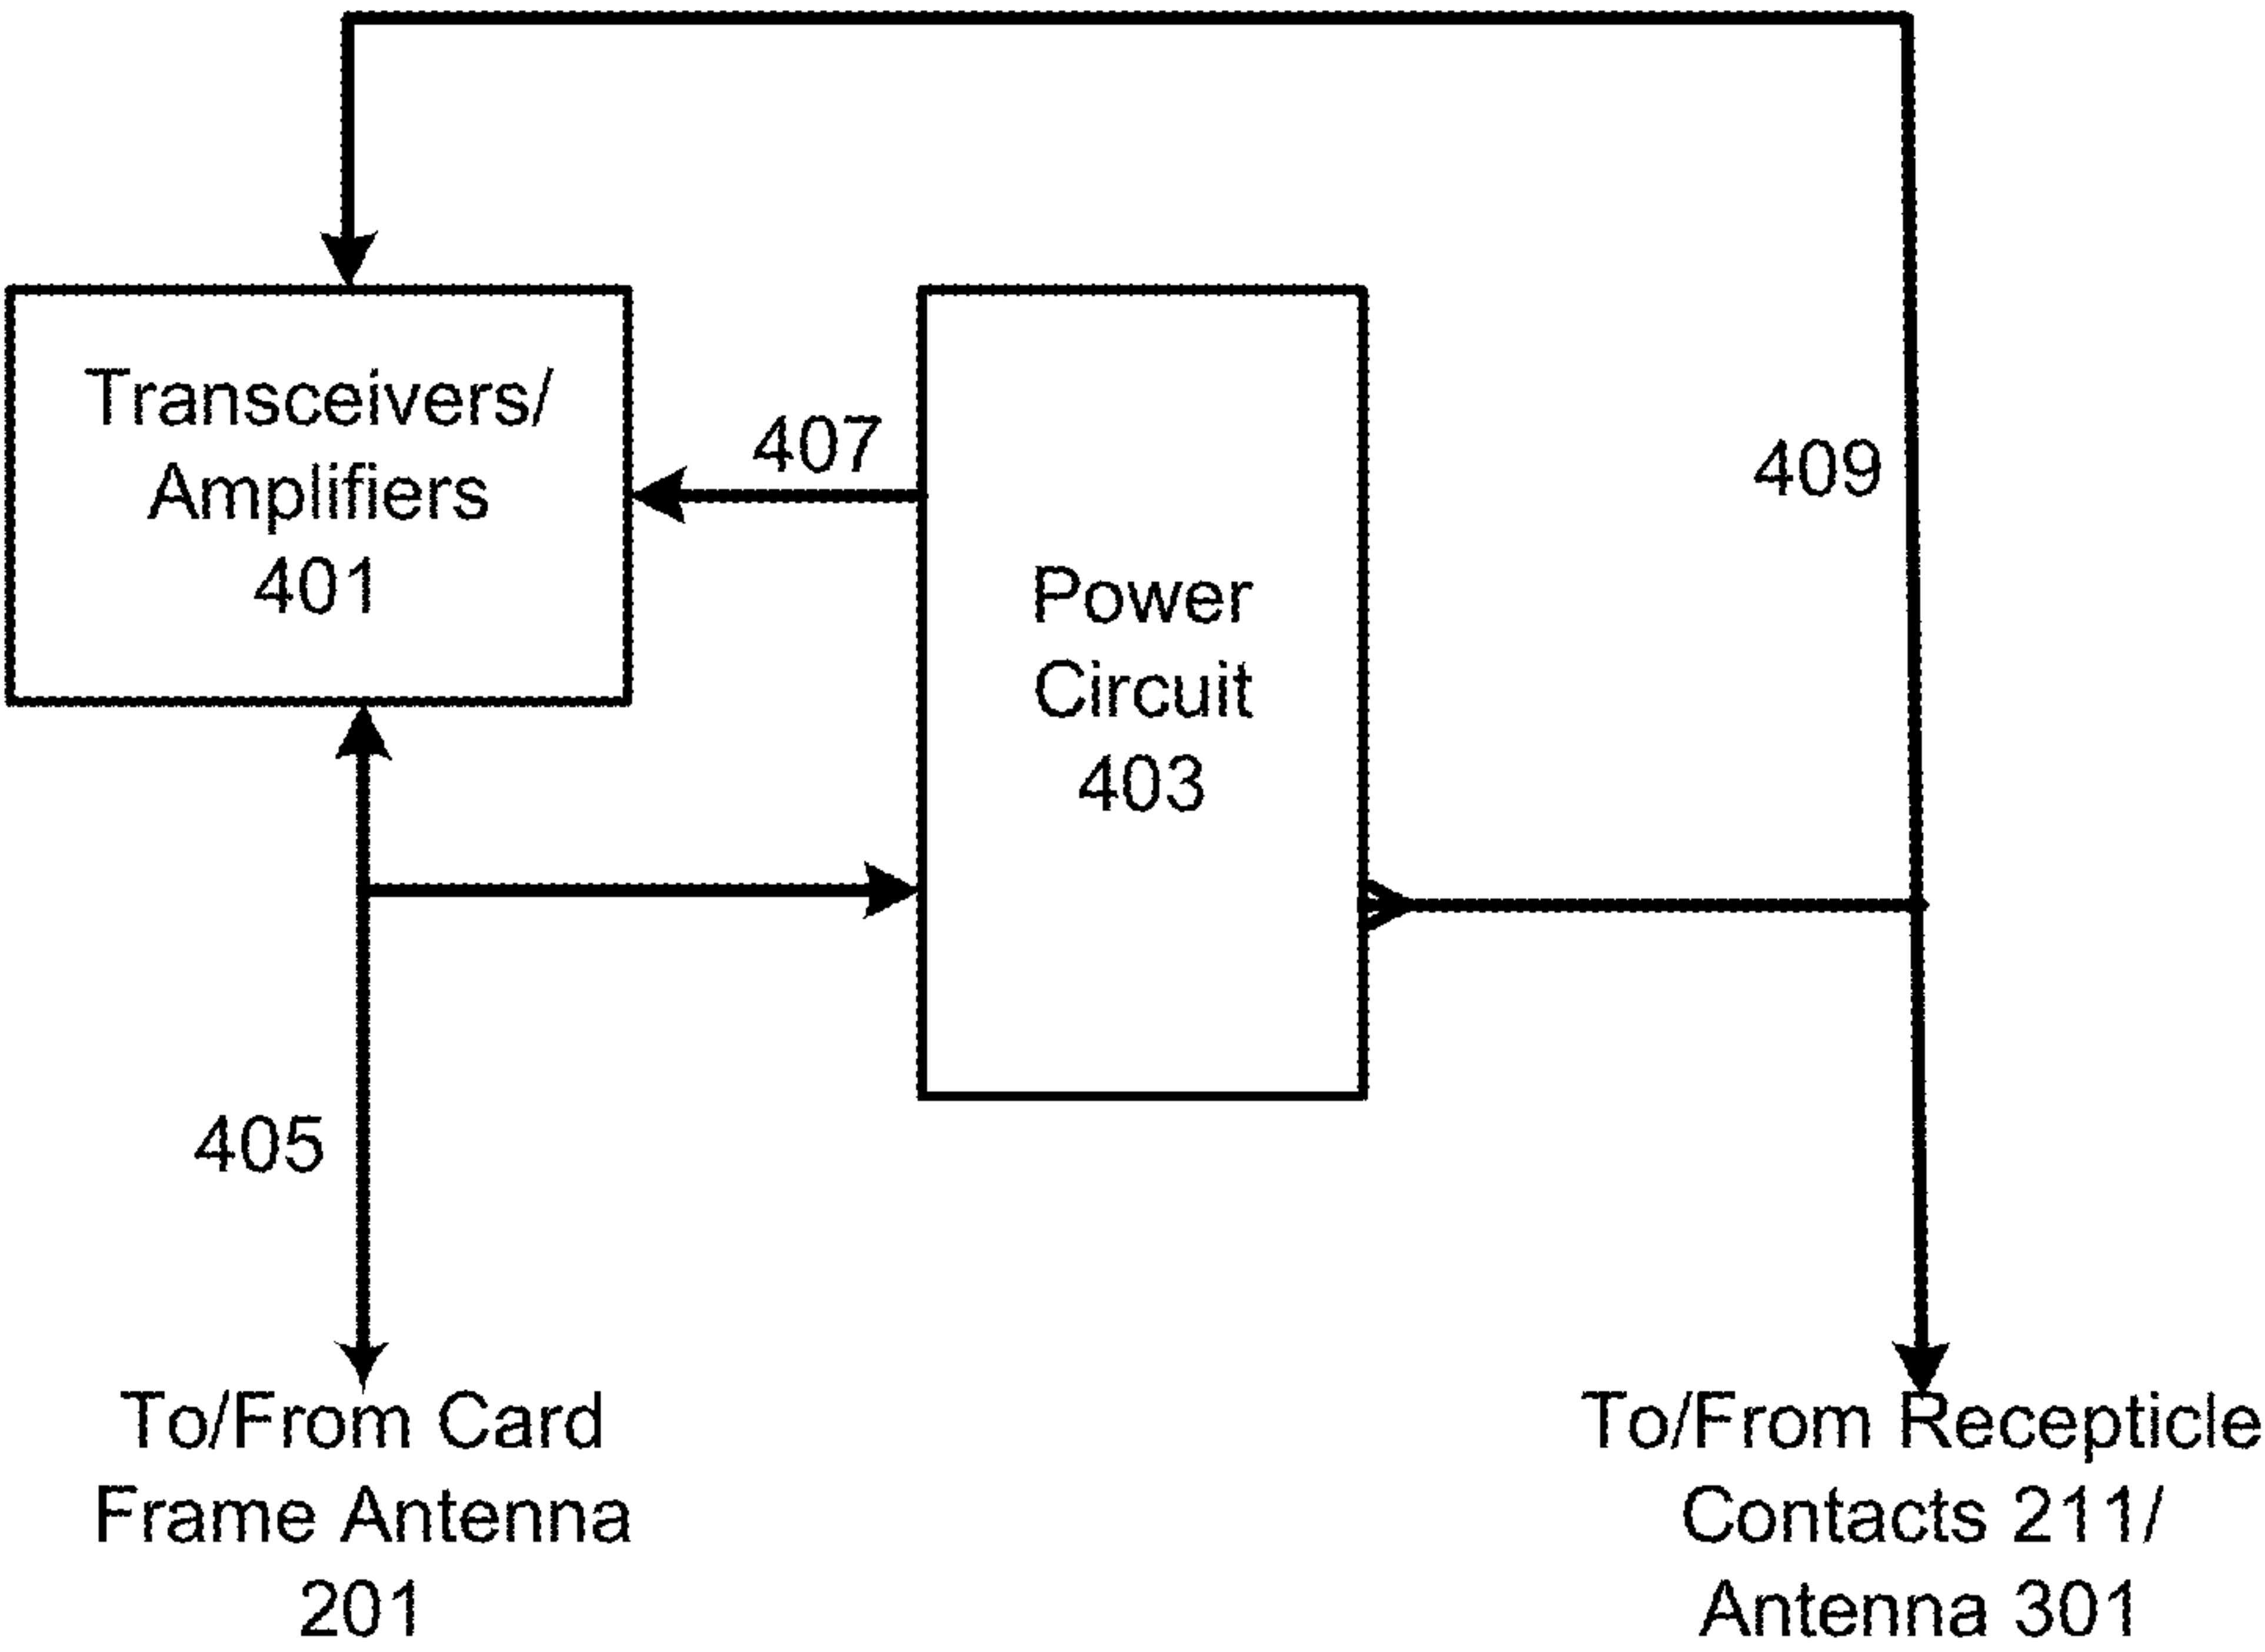 Transceivers/
Amplifiers
401
407
Power
Circuit
403
409
405
To/From Card
Frame Antenna
201
To/From Recepticle
Contacts 211/
Antenna 301